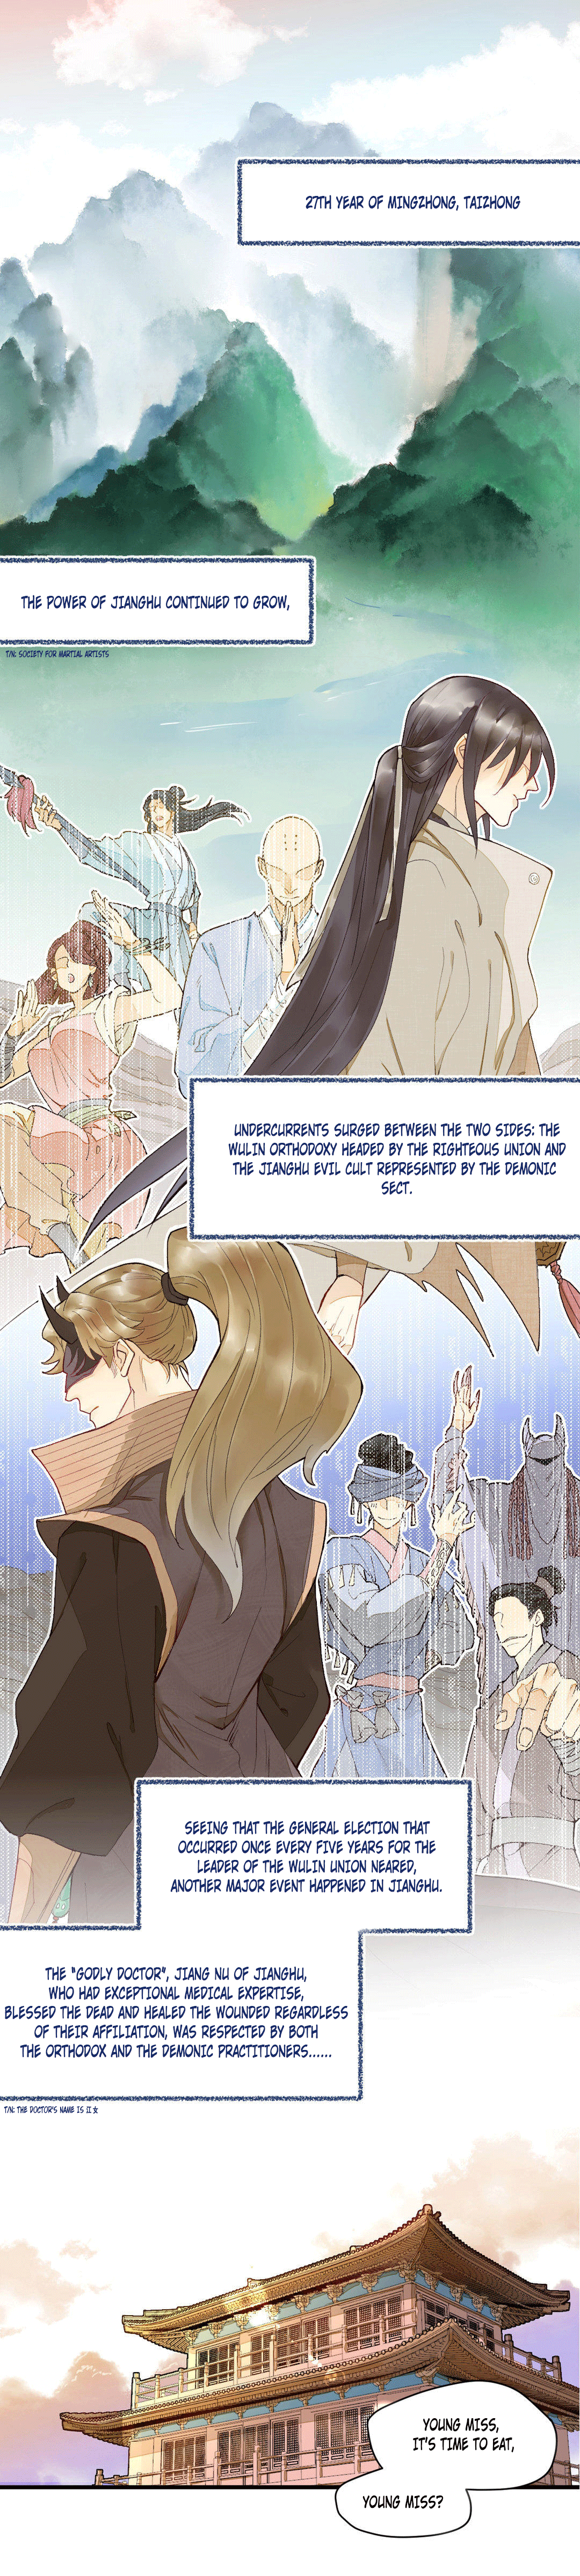 27TH YEAR OF MINGZHONG, TAIZHONG
THE POWER OF JIANGHU CONTINUED TO GROW,
T/N: SOCIETY FOR MARTIAL ARTISTS
UNDERCURRENTS SURGED BETWEEN THE TWO SIDES: THE
WULIN ORTHODOXY HEADED BY THE RIGHTEOUS UNION AND
THE JIANGHU EVIL CULT REPRESENTED BY THE DEMONIC
SECT.
SEEING THAT THE GENERAL ELECTION THAT
OCCURRED ONCE EVERY FIVE YEARS FOR THE
LEADER OF THE WULIN UNION NEARED,
ANOTHER MAJOR EVENT HAPPENED IN JIANGHU.
THE "GODLY DOCTOR", JIANG NU OF JIANGHU,
WHO HAD EXCEPTIONAL MEDICAL EXPERTISE,
BLESSED THE DEAD AND HEALED THE WOUNDED REGARDLESS
OF THEIR AFFILIATION, WAS RESPECTED BY BOTH
THE ORTHODOX AND THE DEMONIC PRACTITIONERS......
YOUNG MISS,
IT'S TIME TO EAT,
YOUNG MISS?